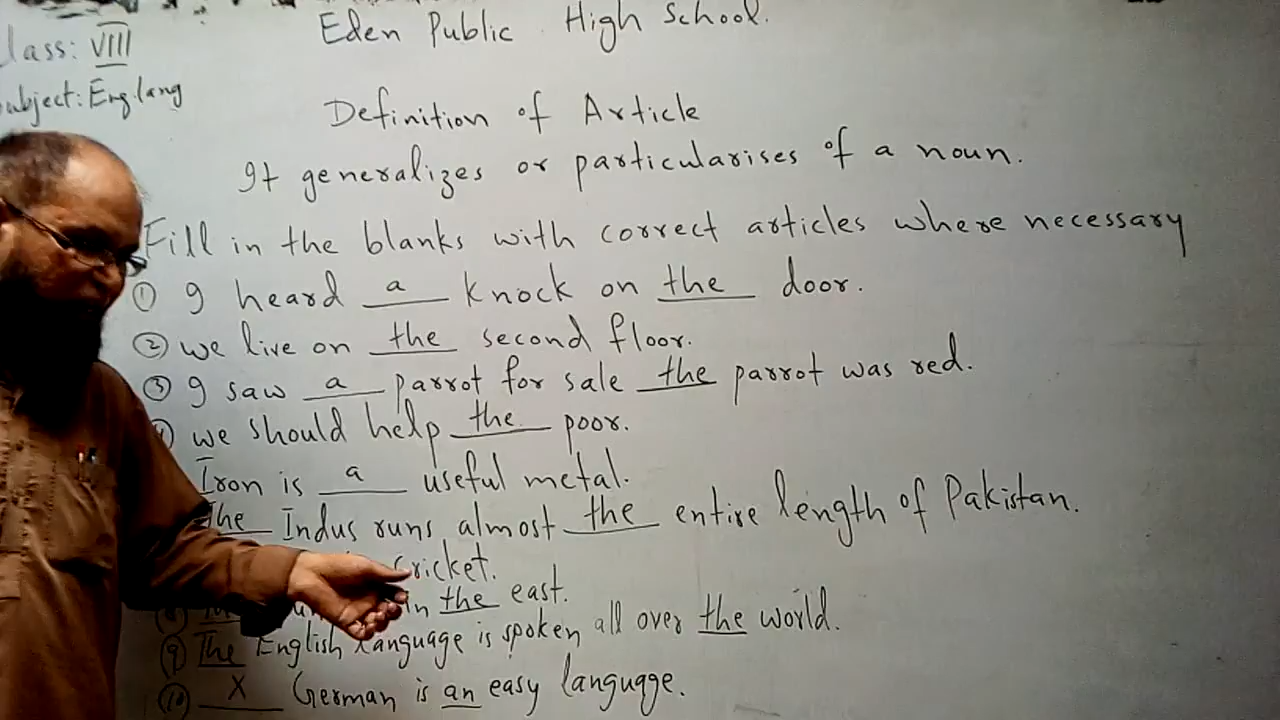 Eden Public High School.
Class: VIII
Subject: Eng.lang
Definition of Article
It generalizes or particularises of a noun.
Fill in the blanks with correct articles where necessary
① I heard a knock on the door.
② we live on the second floor.
③ I saw a parrot for sale the parrot was red.
we should help the poor.
Iron is a useful metal.
The Indus runs almost the entire length of Pakistan.
Cricket.
⑧ in the east.
⑨ The English language is spoken all over the world.
⑩ X German is an easy language.